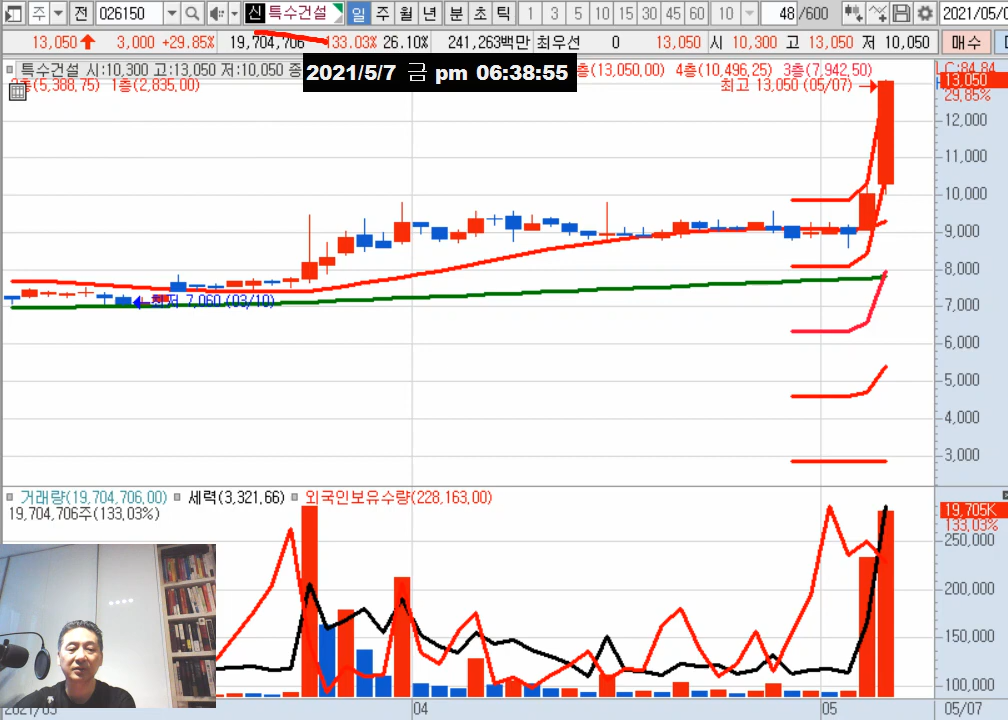 주 전 026150 신 특수건설 일 주 월 년 분 초 틱 1 3 5 10 15 30 45 60 10 48 /600 2021/05/0
13,050 3,000 +29.85% 19,704,706 133.03% 26.10% 241,263백만 최우선 0 13,050 시 10,300 고 13,050 저 10,050 매수
특수건설 시:10,300 고:13,050 저:10,050 종 층(13,050.00) 4층(10,496.25) 3층(7,942.50) LC:84.84
2021/5/7 금 pm 06:38:55
층(5,388.75) 1층(2,835.00) 최고 13,050 (05/07) 13,050
29.85%
12,000
11,000
10,000
9,000
8,000
최저 7,060 (03/10) 7,000
6,000
5,000
4,000
3,000
거래량(19,704,706.00) 세력(3,321.66) 외국인보유수량(228,163.00)
19,704,706주(133.03%) 19,705K
133.03%
250,000
200,000
150,000
100,000
2021/03 04 05 05/07